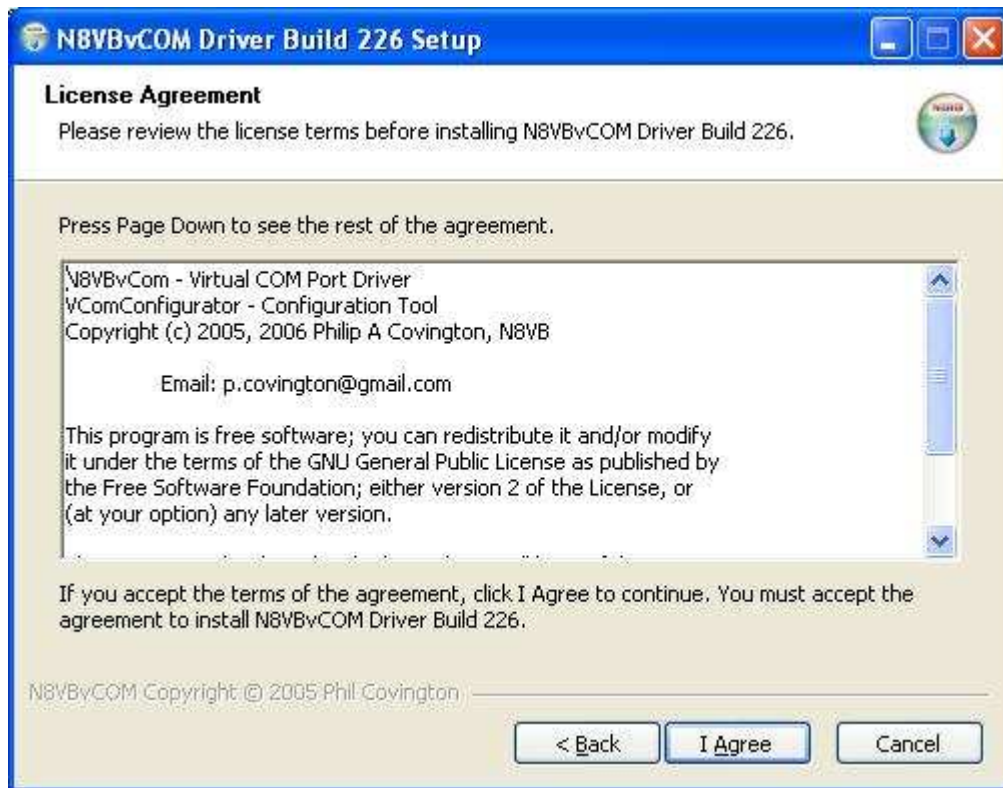 N8VBvCOM Driver Build 226 Setup
License Agreement
Please review the license terms before installing N8VBvCOM Driver Build 226.
Press Page Down to see the rest of the agreement.
N8VBvCom - Virtual COM Port Driver
VComConfigurator - Configuration Tool
Copyright (c) 2005, 2006 Philip A Covington, N8VB
Email: p.covington@gmail.com
This program is free software; you can redistribute it and/or modify
it under the terms of the GNU General Public License as published by
the Free Software Foundation; either version 2 of the License, or
(at your option) any later version.
If you accept the terms of the agreement, click I Agree to continue. You must accept the
agreement to install N8VBvCOM Driver Build 226.
N8VBvCOM Copyright © 2005 Phil Covington
< Back
I Agree
Cancel